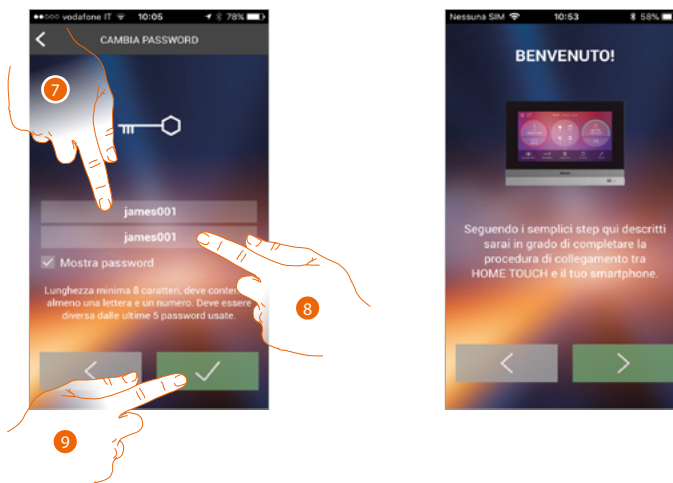 vodafone IT 10:05 78%
CAMBIA PASSWORD
7
james001
james001
Mostra password
Lunghezza minima 8 caratteri, deve
almeno una lettera e un numero. Deve essere
diversa dalle ultime 5 password usate.
8
9
Nessuna SIM 10:53 58%
BENVENUTO!
Seguendo i semplici step qui descritti
sarai in grado di completare la
procedura di collegamento tra
HOME TOUCH e il tuo smartphone.